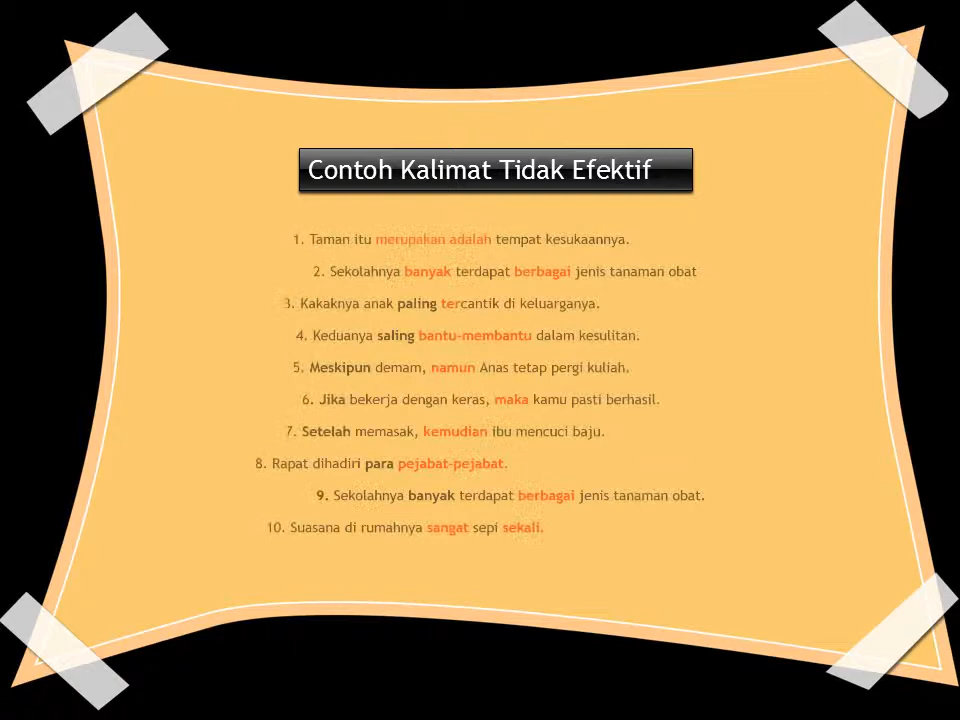 Contoh Kalimat Tidak Efektif
1. Taman itu merupakan adalah tempat kesukaannya.
2. Sekolahnya banyak terdapat berbagai jenis tanaman obat
3. Kakaknya anak paling tercantik di keluarganya.
4. Keduanya saling bantu-membantu dalam kesulitan.
5. Meskipun demam, namun Anas tetap pergi kuliah.
6. Jika bekerja dengan keras, maka kamu pasti berhasil.
7. Setelah memasak, kemudian ibu mencuci baju.
8. Rapat dihadiri para pejabat-pejabat.
9. Sekolahnya banyak terdapat berbagai jenis tanaman obat.
10. Suasana di rumahnya sangat sepi sekali.